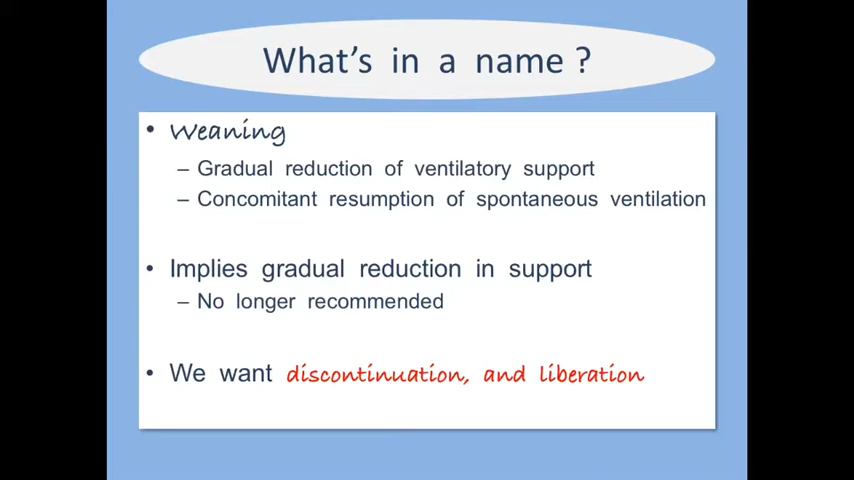 What's in a name ?
• Weaning
– Gradual reduction of ventilatory support
– Concomitant resumption of spontaneous ventilation
• Implies gradual reduction in support
– No longer recommended
• We want discontinuation, and liberation